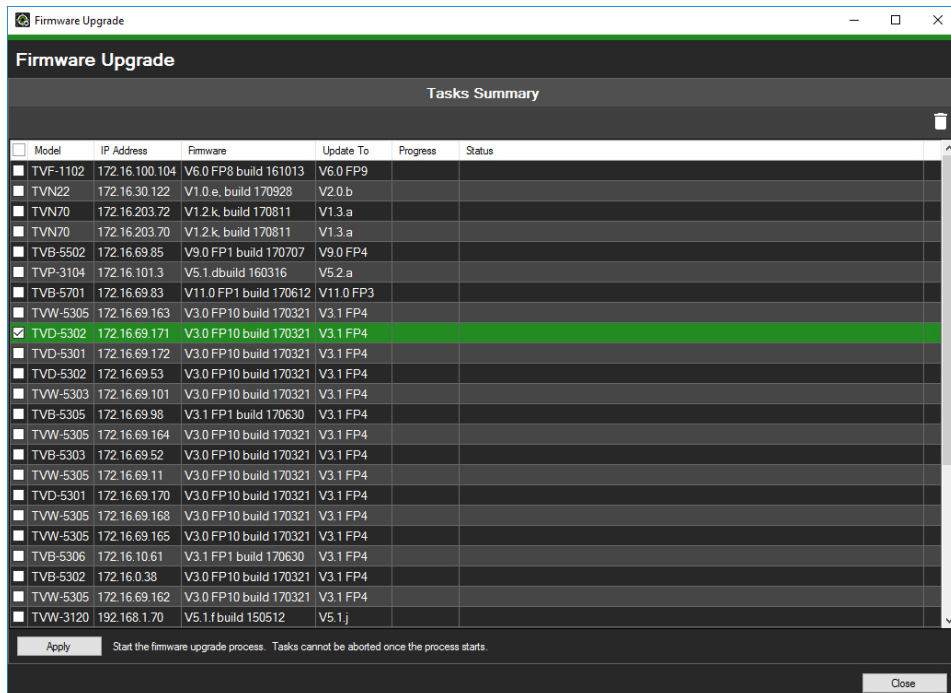 Firmware Upgrade
Firmware Upgrade
Tasks Summary
Model IP Address Firmware Update To Progress Status
TVF-1102 172.16.100.104 V6.0 FP8 build 161013 V6.0 FP9
TVN22 172.16.30.122 V1.0.e, build 170928 V2.0.b
TVN70 172.16.203.72 V1.2.k, build 170811 V1.3.a
TVN70 172.16.203.70 V1.2.k, build 170811 V1.3.a
TVB-5502 172.16.69.85 V9.0 FP1 build 170707 V9.0 FP4
TVP-3104 172.16.101.3 V5.1.dbuild 160316 V5.2.a
TVB-5701 172.16.69.83 V11.0 FP1 build 170612 V11.0 FP3
TVW-5305 172.16.69.163 V3.0 FP10 build 170321 V3.1 FP4
TVD-5302 172.16.69.171 V3.0 FP10 build 170321 V3.1 FP4
TVD-5301 172.16.69.172 V3.0 FP10 build 170321 V3.1 FP4
TVD-5302 172.16.69.53 V3.0 FP10 build 170321 V3.1 FP4
TVW-5303 172.16.69.101 V3.0 FP10 build 170321 V3.1 FP4
TVB-5305 172.16.69.98 V3.1 FP1 build 170630 V3.1 FP4
TVW-5305 172.16.69.164 V3.0 FP10 build 170321 V3.1 FP4
TVB-5303 172.16.69.52 V3.0 FP10 build 170321 V3.1 FP4
TVW-5305 172.16.69.11 V3.0 FP10 build 170321 V3.1 FP4
TVD-5301 172.16.69.170 V3.0 FP10 build 170321 V3.1 FP4
TVW-5305 172.16.69.168 V3.0 FP10 build 170321 V3.1 FP4
TVW-5305 172.16.69.165 V3.0 FP10 build 170321 V3.1 FP4
TVB-5306 172.16.10.61 V3.1 FP1 build 170630 V3.1 FP4
TVB-5302 172.16.0.38 V3.0 FP10 build 170321 V3.1 FP4
TVW-5305 172.16.69.162 V3.0 FP10 build 170321 V3.1 FP4
TVW-3120 192.168.1.70 V5.1.f build 150512 V5.1.j
Apply Start the firmware upgrade process. Tasks cannot be aborted once the process starts.
Close